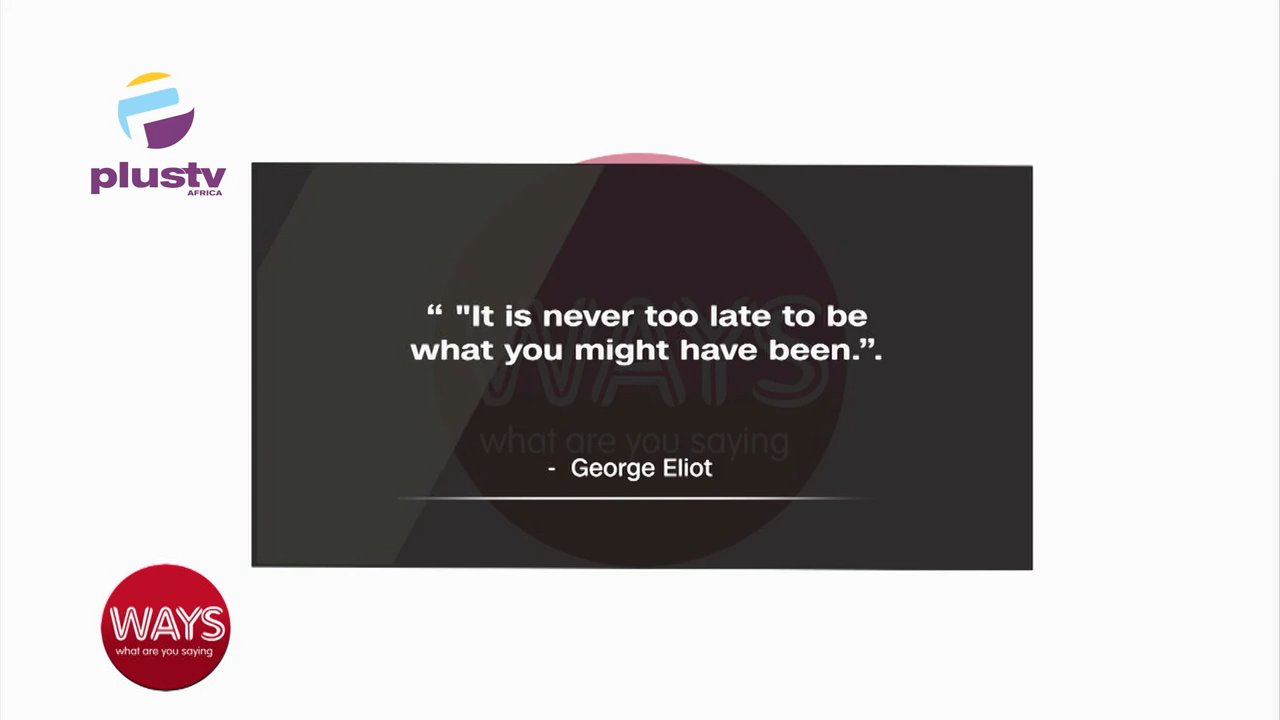 plustv
AFRICA
“ "It is never too late to be
what you might have been.”.
WAYS
what are you saying
- George Eliot
WAYS
what are you saying